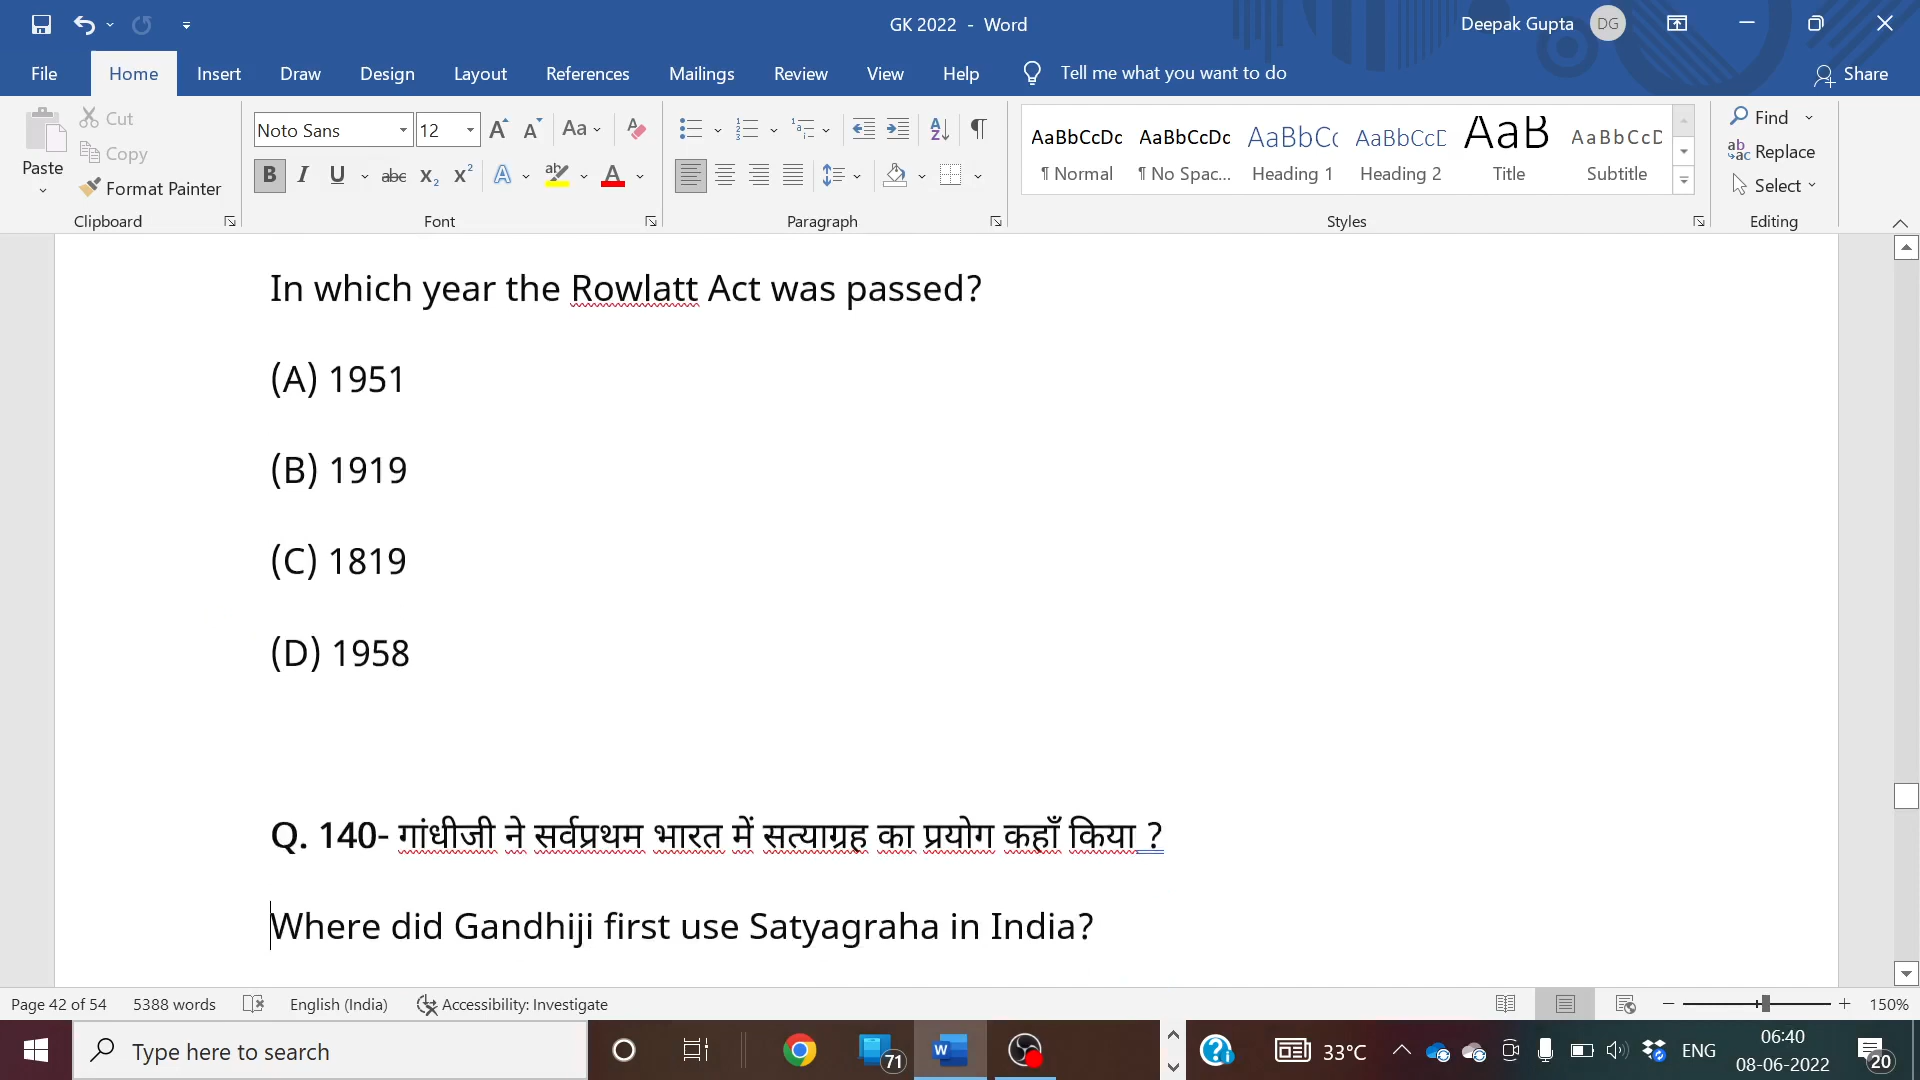 GK 2022 - Word
Deepak Gupta DG
File Home Insert Draw Design Layout References Mailings Review View Help Tell me what you want to do Share
Paste Cut Copy Format Painter
Clipboard
Noto Sans 12
Font
Paragraph
AaBbCcDc AaBbCcDc AaBbC AaBbCcD AaB AaBbCcD
¶ Normal ¶ No Spac... Heading 1 Heading 2 Title Subtitle
Styles
Find
Replace
Select
Editing
In which year the Rowlatt Act was passed?
(A) 1951
(B) 1919
(C) 1819
(D) 1958
Q. 140- गांधीजी ने सर्वप्रथम भारत में सत्याग्रह का प्रयोग कहाँ किया ?
Where did Gandhiji first use Satyagraha in India?
Page 42 of 54 5388 words English (India) Accessibility: Investigate 150%
Type here to search 71 33°C ENG 06:40
08-06-2022 20